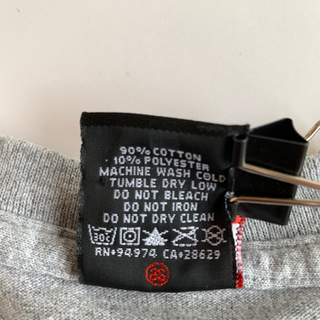 90% COTTON
10% POLYESTER
MACHINE WASH COLD
TUMBLE DRY LOW
DO NOT BLEACH
DO NOT IRON
DO NOT DRY CLEAN
30C
RN*94974 CA*28629